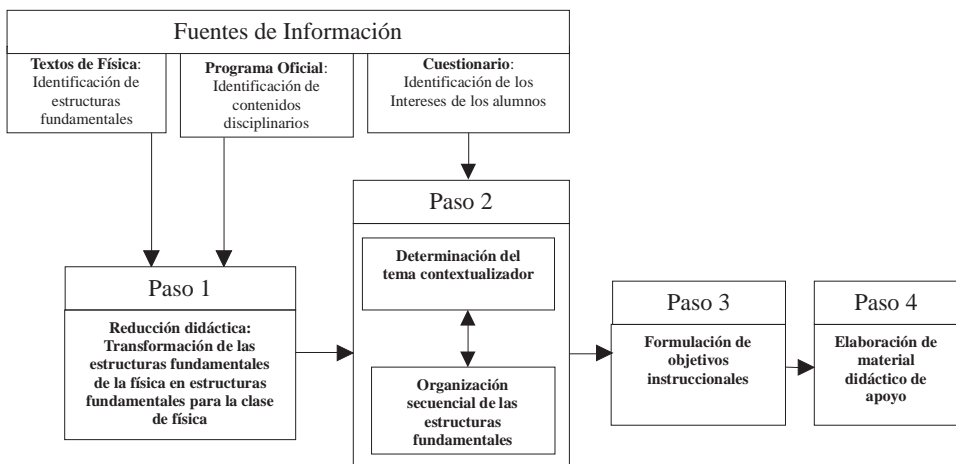 Fuentes de Información
Textos de Física:
Identificación de
estructuras
fundamentales
Programa Oficial:
Identificación de
contenidos
disciplinarios
Cuestionario:
Identificación de los
Intereses de los alumnos
Paso 1
Reducción didáctica:
Transformación de las
estructuras fundamentales
de la física en estructuras
fundamentales para la clase
de física
Paso 2
Determinación del
tema contextualizador
Organización
secuencial de las
estructuras
fundamentales
Paso 3
Formulación de
objetivos
instruccionales
Paso 4
Elaboración de
material
didáctico de
apoyo